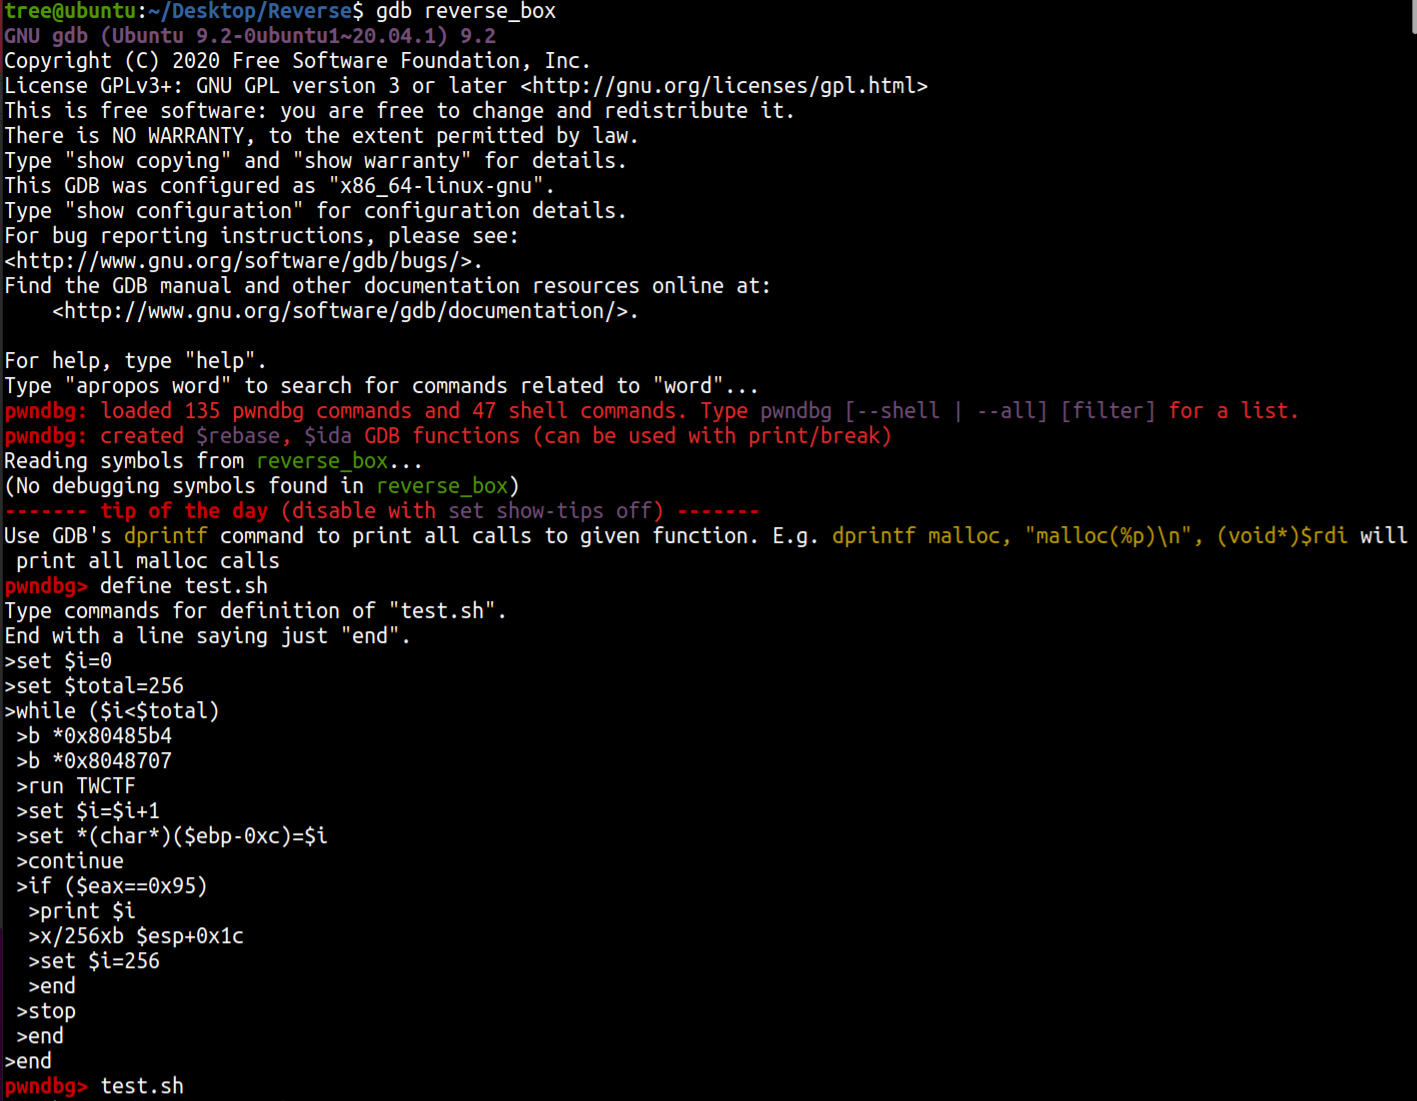 tree@ubuntu:~/Desktop/Reverse$ gdb reverse_box
GNU gdb (Ubuntu 9.2-0ubuntu1~20.04.1) 9.2
Copyright (C) 2020 Free Software Foundation, Inc.
License GPLv3+: GNU GPL version 3 or later <http://gnu.org/licenses/gpl.html>
This is free software: you are free to change and redistribute it.
There is NO WARRANTY, to the extent permitted by law.
Type "show copying" and "show warranty" for details.
This GDB was configured as "x86_64-linux-gnu".
Type "show configuration" for configuration details.
For bug reporting instructions, please see:
<http://www.gnu.org/software/gdb/bugs/>.
Find the GDB manual and other documentation resources online at:
    <http://www.gnu.org/software/gdb/documentation/>.

For help, type "help".
Type "apropos word" to search for commands related to "word"...
pwndbg: loaded 135 pwndbg commands and 47 shell commands. Type pwndbg [--shell | --all] [filter] for a list.
pwndbg: created $rebase, $ida GDB functions (can be used with print/break)
Reading symbols from reverse_box...
(No debugging symbols found in reverse_box)
------- tip of the day (disable with set show-tips off) -------
Use GDB's dprintf command to print all calls to given function. E.g. dprintf malloc, "malloc(%p)\n", (void*)$rdi will
 print all malloc calls
pwndbg> define test.sh
Type commands for definition of "test.sh".
End with a line saying just "end".
>set $i=0
>set $total=256
>while ($i<$total)
 >b *0x80485b4
 >b *0x8048707
 >run TWCTF
 >set $i=$i+1
 >set *(char*)($ebp-0xc)=$i
 >continue
 >if ($eax==0x95)
  >print $i
  >x/256xb $esp+0x1c
  >set $i=256
  >end
 >stop
 >end
>end
pwndbg> test.sh